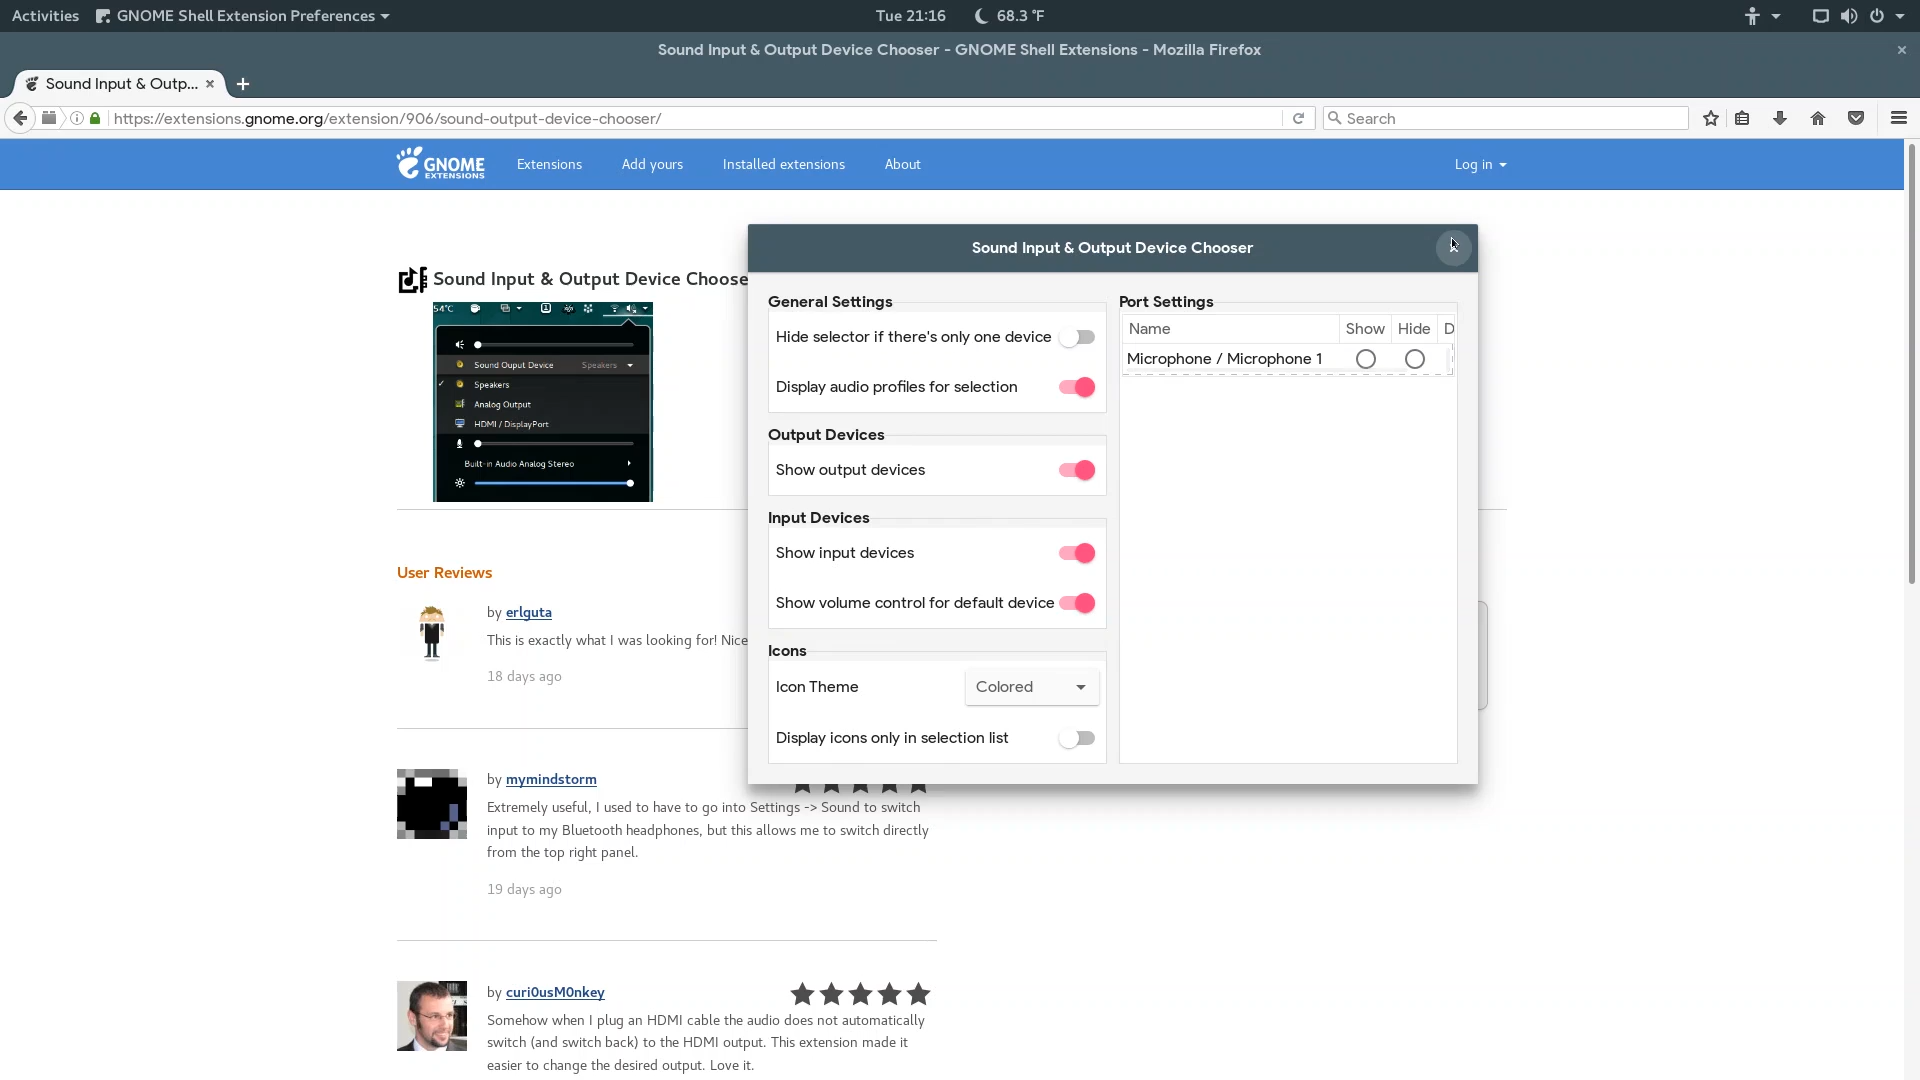 Activities
GNOME Shell Extension Preferences
Tue 21:16
68.3 °F
Sound Input & Output Device Chooser - GNOME Shell Extensions - Mozilla Firefox
Sound Input & Outp...
https://extensions.gnome.org/extension/906/sound-output-device-chooser/
Search
GNOME
EXTENSIONS
Extensions
Add yours
Installed extensions
About
Log in
Sound Input & Output Device Choose
54°C
Sound Ouput Device
Speakers
Speakers
Analog Output
HDMI / DisplayPort
Built-in Audio Analog Stereo
User Reviews
by erlguta
This is exactly what I was looking for! Nice
18 days ago
by mymindstorm
Extremely useful, I used to have to go into Settings -> Sound to switch
input to my Bluetooth headphones, but this allows me to switch directly
from the top right panel.
19 days ago
by curi0usM0nkey
Somehow when I plug an HDMI cable the audio does not automatically
switch (and switch back) to the HDMI output. This extension made it
easier to change the desired output. Love it.
Sound Input & Output Device Chooser
General Settings
Hide selector if there's only one device
Display audio profiles for selection
Output Devices
Show output devices
Input Devices
Show input devices
Show volume control for default device
Icons
Icon Theme
Colored
Display icons only in selection list
Port Settings
Name
Show
Hide
D
Microphone / Microphone 1